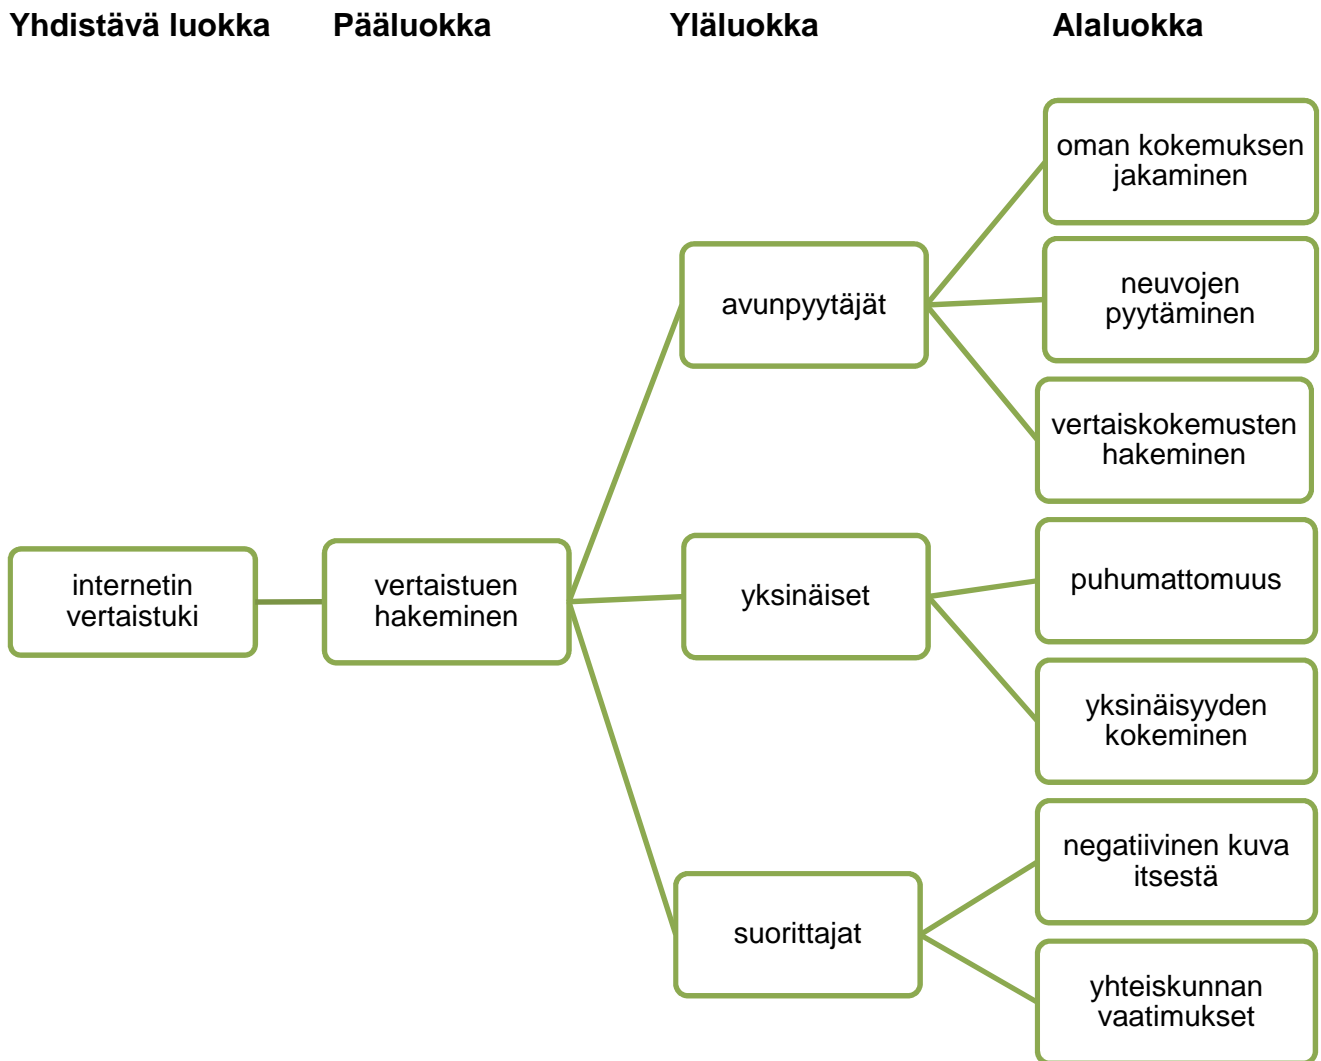 Yhdistävä luokka Pääluokka Yläluokka Alaluokka
oman kokemuksen
jakaminen
neuvojen
pyytäminen
avunpyytäjät
vertaiskokemusten
hakeminen
internetin
vertaistuki
vertaistuen
hakeminen
yksinäiset
puhumattomuus
yksinäisyyden
kokeminen
negatiivinen kuva
itsestä
suorittajat
yhteiskunnan
vaatimukset